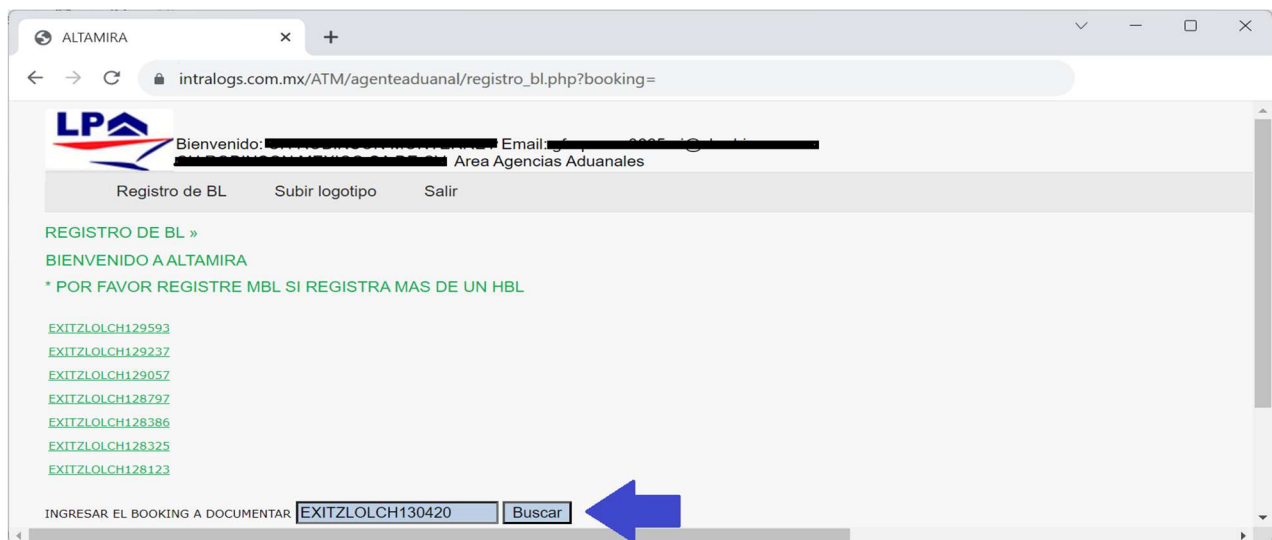 ALTAMIRA
intralogs.com.mx/ATM/agenteaduanal/registro_bl.php?booking=
LP
Bienvenido: Email:
Area Agencias Aduanales
Registro de BL Subir logotipo Salir
REGISTRO DE BL »
BIENVENIDO A ALTAMIRA
* POR FAVOR REGISTRE MBL SI REGISTRA MAS DE UN HBL
EXITZLOLCH129593
EXITZLOLCH129237
EXITZLOLCH129057
EXITZLOLCH128797
EXITZLOLCH128386
EXITZLOLCH128325
EXITZLOLCH128123
INGRESAR EL BOOKING A DOCUMENTAR EXITZLOLCH130420 Buscar